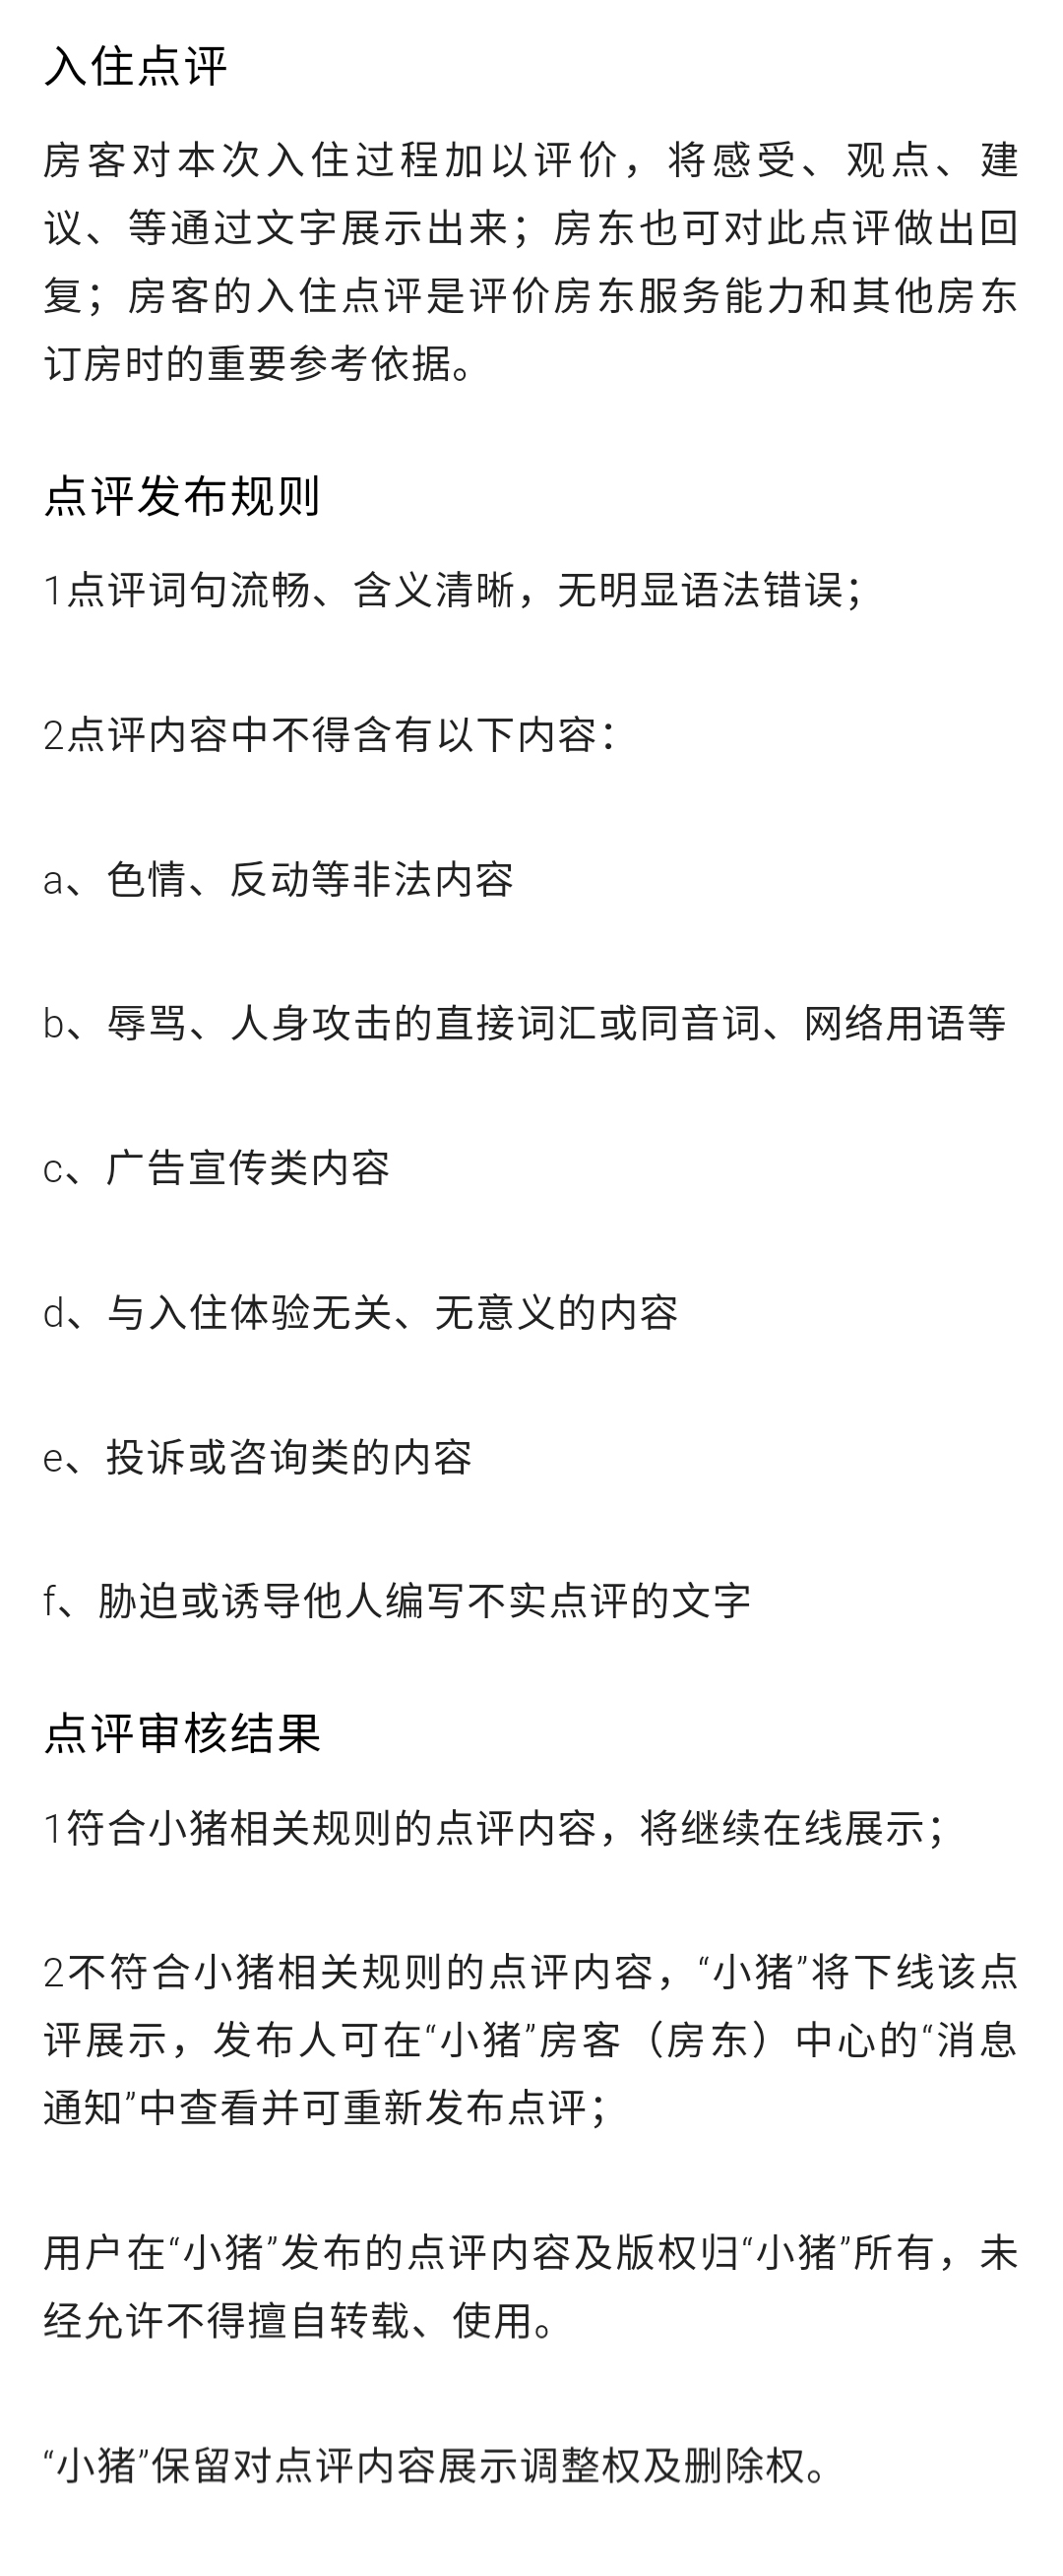 入住点评
房客对本次入住过程加以评价，将感受、观点、建
议、等通过文字展示出来；房东也可对此点评做出回
复；房客的入住点评是评价房东服务能力和其他房东
订房时的重要参考依据。
点评发布规则
1点评词句流畅、含义清晰，无明显语法错误；
2点评内容中不得含有以下内容：
a、色情、反动等非法内容
b、辱骂、人身攻击的直接词汇或同音词、网络用语等
c、广告宣传类内容
d、与入住体验无关、无意义的内容
e、投诉或咨询类的内容
f、胁迫或诱导他人编写不实点评的文字
点评审核结果
1符合小猪相关规则的点评内容，将继续在线展示；
2不符合小猪相关规则的点评内容，“小猪”将下线该点
评展示，发布人可在“小猪”房客（房东）中心的“消息
通知”中查看并可重新发布点评；
用户在“小猪”发布的点评内容及版权归“小猪”所有，未
经允许不得擅自转载、使用。
“小猪”保留对点评内容展示调整权及删除权。